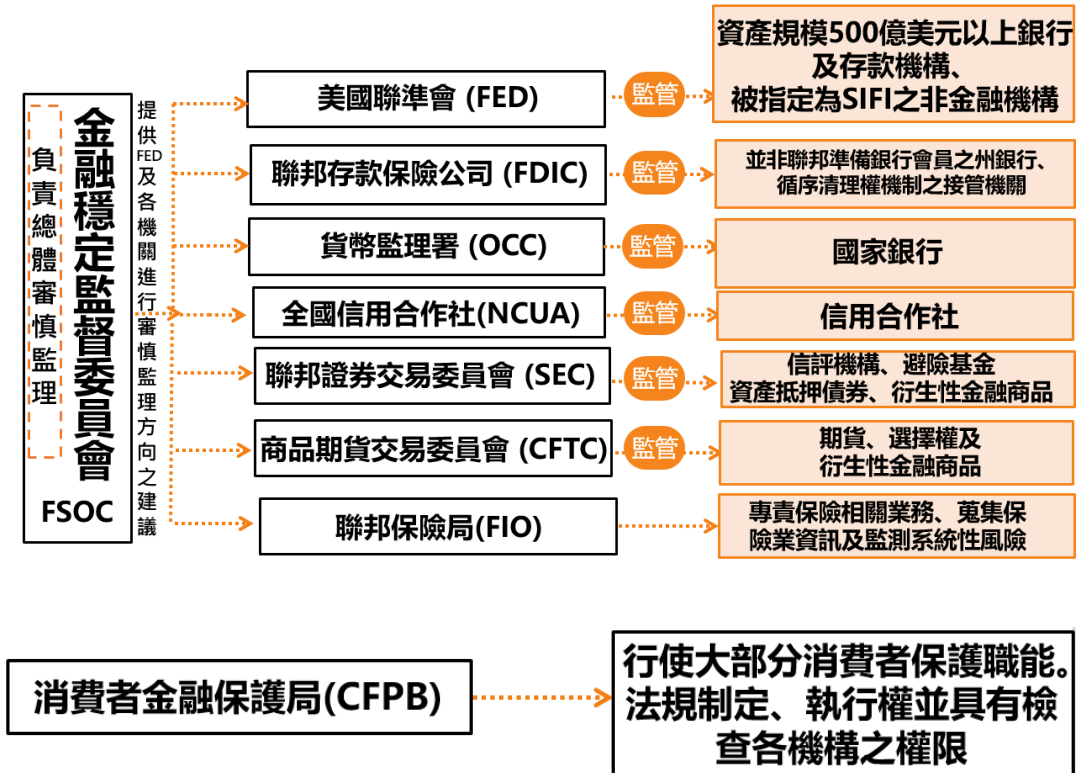 負責總體審慎監理
金融穩定監督委員會
FSOC
提供FED及各機關進行審慎監理方向之建議
美國聯準會 (FED)
監管
資產規模500億美元以上銀行
及存款機構、
被指定為SIFI之非金融機構
聯邦存款保險公司 (FDIC)
監管
並非聯邦準備銀行會員之州銀行、
循序清理權機制之接管機關
貨幣監理署 (OCC)
監管
國家銀行
全國信用合作社(NCUA)
監管
信用合作社
聯邦證券交易委員會 (SEC)
監管
信評機構、避險基金
資產抵押債券、衍生性金融商品
商品期貨交易委員會 (CFTC)
監管
期貨、選擇權及
衍生性金融商品
聯邦保險局(FIO)
專責保險相關業務、蒐集保
險業資訊及監測系統性風險
消費者金融保護局(CFPB)
行使大部分消費者保護職能。
法規制定、執行權並具有檢
查各機構之權限